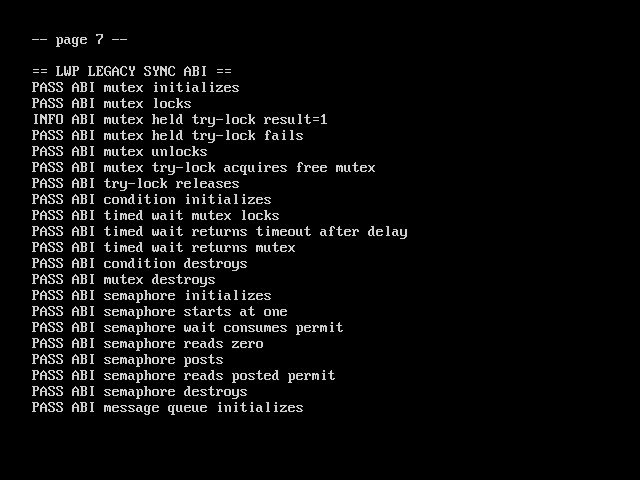 -- page 7 --
== LWP LEGACY SYNC ABI ==
PASS ABI mutex initializes
PASS ABI mutex locks
INFO ABI mutex held try-lock result=1
PASS ABI mutex held try-lock fails
PASS ABI mutex unlocks
PASS ABI mutex try-lock acquires free mutex
PASS ABI try-lock releases
PASS ABI condition initializes
PASS ABI timed wait mutex locks
PASS ABI timed wait returns timeout after delay
PASS ABI timed wait returns mutex
PASS ABI condition destroys
PASS ABI mutex destroys
PASS ABI semaphore initializes
PASS ABI semaphore starts at one
PASS ABI semaphore wait consumes permit
PASS ABI semaphore reads zero
PASS ABI semaphore posts
PASS ABI semaphore reads posted permit
PASS ABI semaphore destroys
PASS ABI message queue initializes